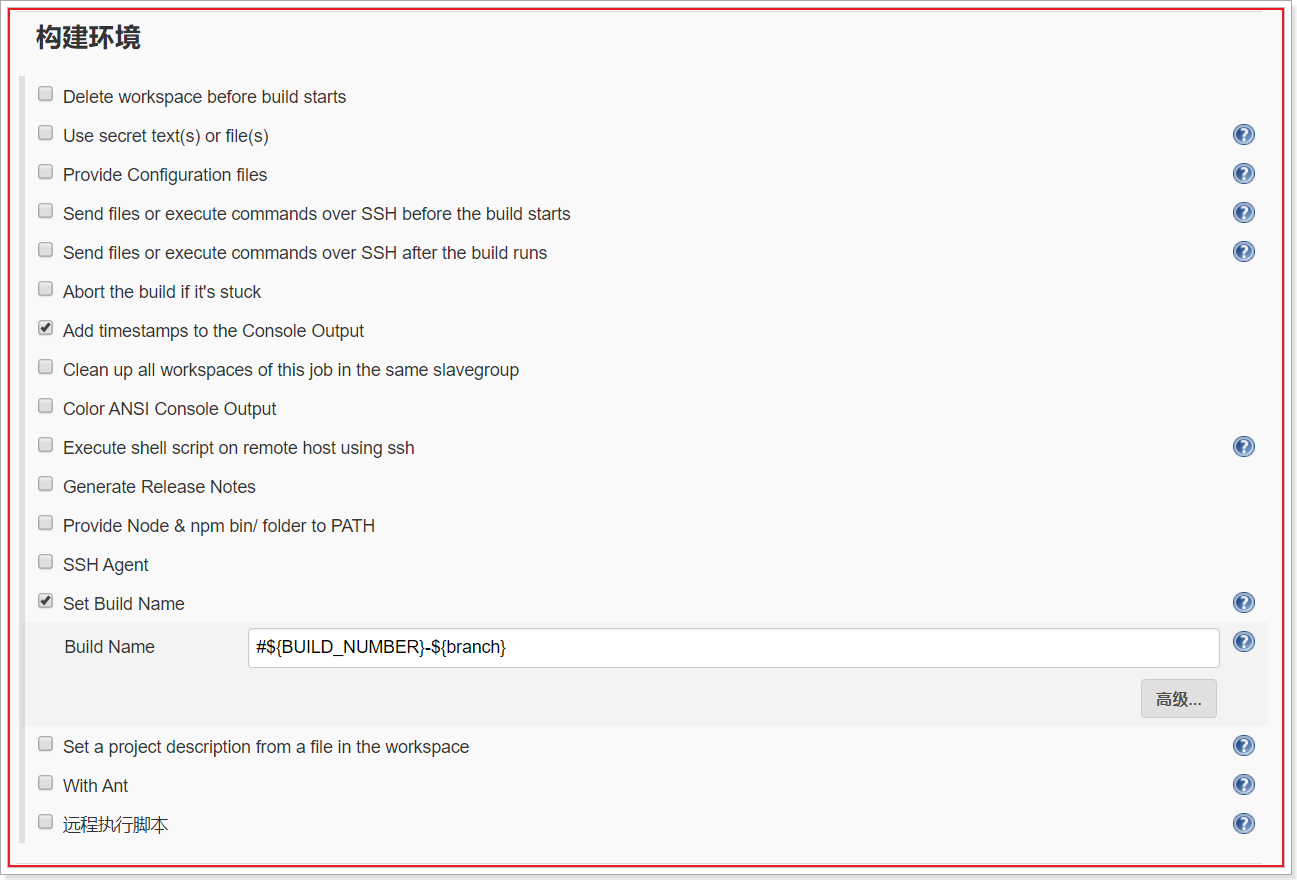 构建环境
Delete workspace before build starts
Use secret text(s) or file(s)
Provide Configuration files
Send files or execute commands over SSH before the build starts
Send files or execute commands over SSH after the build runs
Abort the build if it's stuck
Add timestamps to the Console Output
Clean up all workspaces of this job in the same slavegroup
Color ANSI Console Output
Execute shell script on remote host using ssh
Generate Release Notes
Provide Node & npm bin/ folder to PATH
SSH Agent
Set Build Name
Build Name #${BUILD_NUMBER}-${branch}
高级...
Set a project description from a file in the workspace
With Ant
远程执行脚本